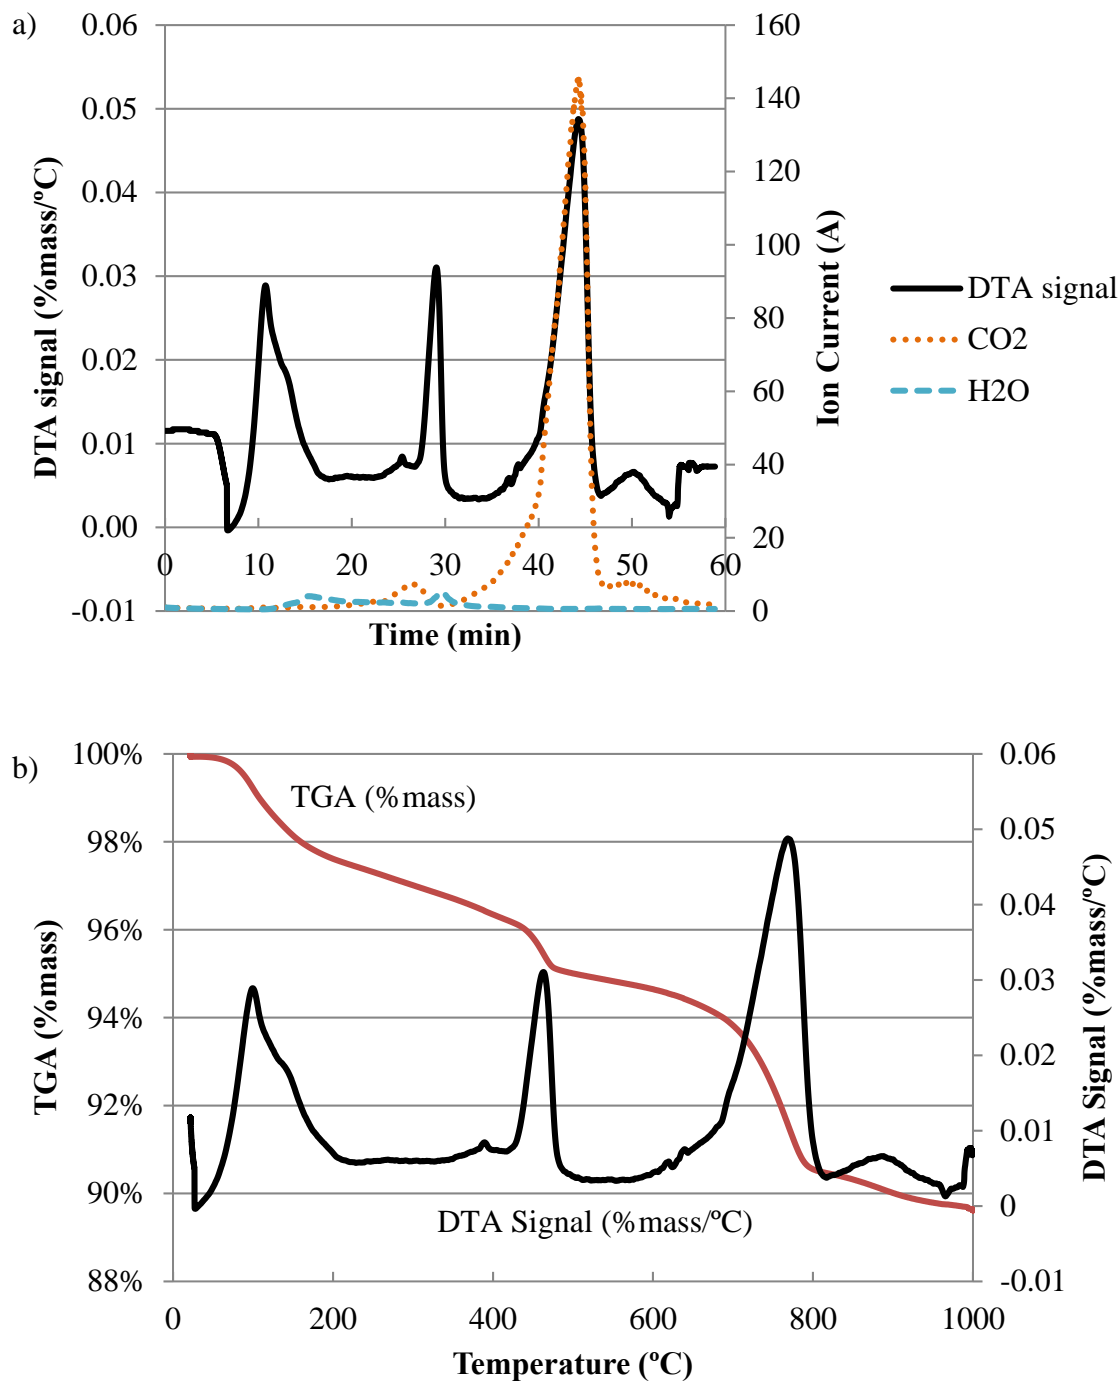 a)
0.06
0.05
0.04
0.03
0.02
0.01
0.00
-0.01
DTA signal (%mass/ºC)
0 10 20 30 40 50 60
Time (min)
160
140
120
100
80
60
40
20
0
Ion Current (A)
DTA signal
CO2
H2O
b)
100%
98%
96%
94%
92%
90%
88%
TGA (%mass)
TGA (%mass)
DTA Signal (%mass/ºC)
0.06
0.05
0.04
0.03
0.02
0.01
0
-0.01
DTA Signal (%mass/ºC)
0 200 400 600 800 1000
Temperature (ºC)